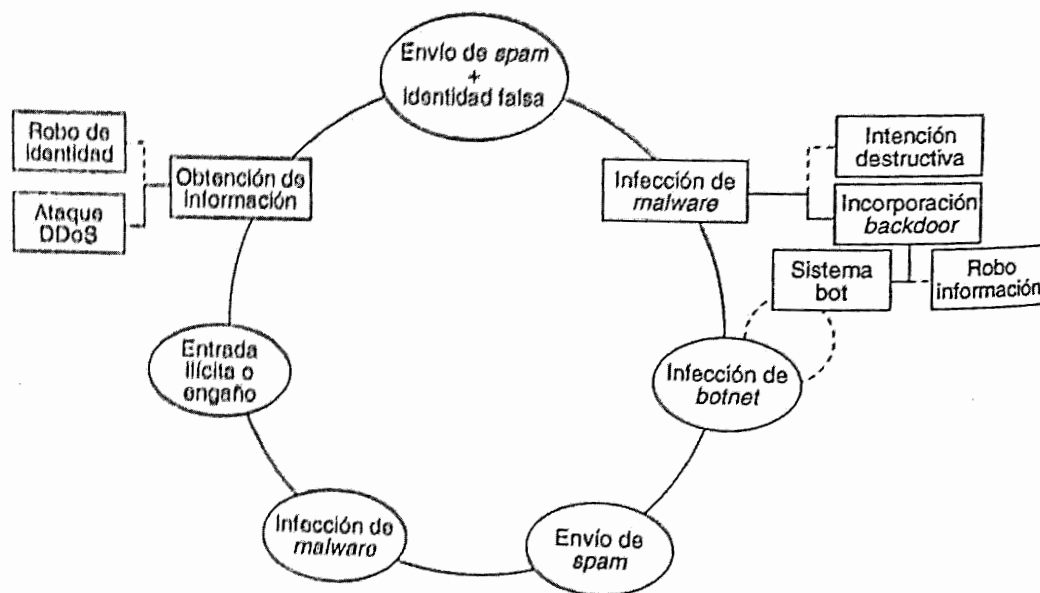 Envío de spam
+
identidad falsa
Robo de
identidad
Ataque
DDoS
Obtención de
información
Infección de
malware
Intención
destructiva
Incorporación
backdoor
Sistema
bot
Robo
información
Entrada
ilícita o
engaño
Infección de
botnet
Infección de
malware
Envío de
spam